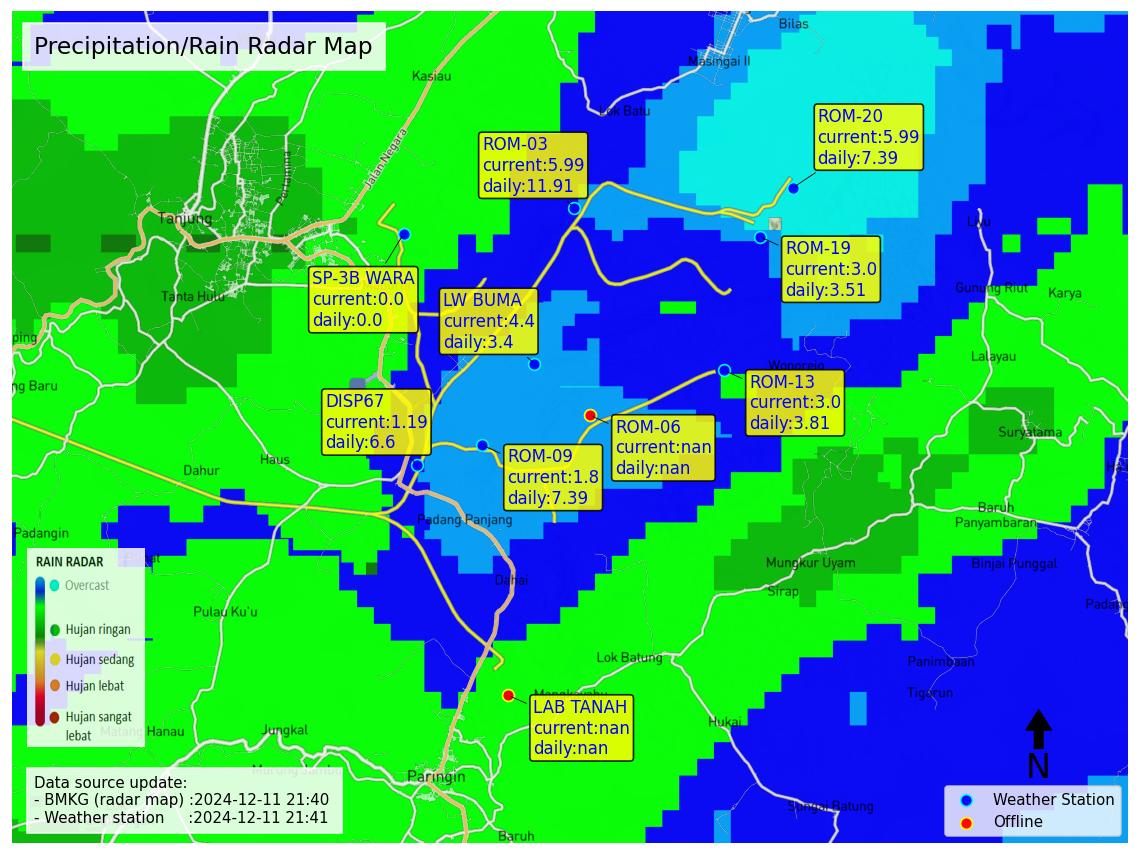 Precipitation/Rain Radar Map
Bilas
Masingai II
Kasiau
Lok Batu
ROM-20
current:5.99
daily:7.39
ROM-03
current:5.99
daily:11.91
Jalan Negara
Pertamina
Tanjung
Liyu
ROM-19
current:3.0
daily:3.51
SP-3B WARA
current:0.0
daily:0.0
LW BUMA
current:4.4
daily:3.4
Tanta Hulu
Gunung Riut
Karya
ping
Lalayau
Wonorejo
ng Baru
ROM-13
current:3.0
daily:3.81
DISP67
current:1.19
daily:6.6
ROM-06
current:nan
daily:nan
Suryatama
ROM-09
current:1.8
daily:7.39
Haus
Dahur
Baruh
Panyambaran
Padang Panjang
Padangin
Mungkur Uyam
Binjai Punggal
RAIN RADAR
Overcast
Hujan ringan
Hujan sedang
Hujan lebat
Hujan sangat
lebat
Dahai
Sirap
Padang
Pulau Ku'u
Lok Batung
Panimbaan
Tigarun
LAB TANAH
current:nan
daily:nan
Hukai
Matang Hanau
Jungkal
N
Paringin
Data source update:
- BMKG (radar map) :2024-12-11 21:40
- Weather station :2024-12-11 21:41
Weather Station
Offline
Sungai Batung
Baruh